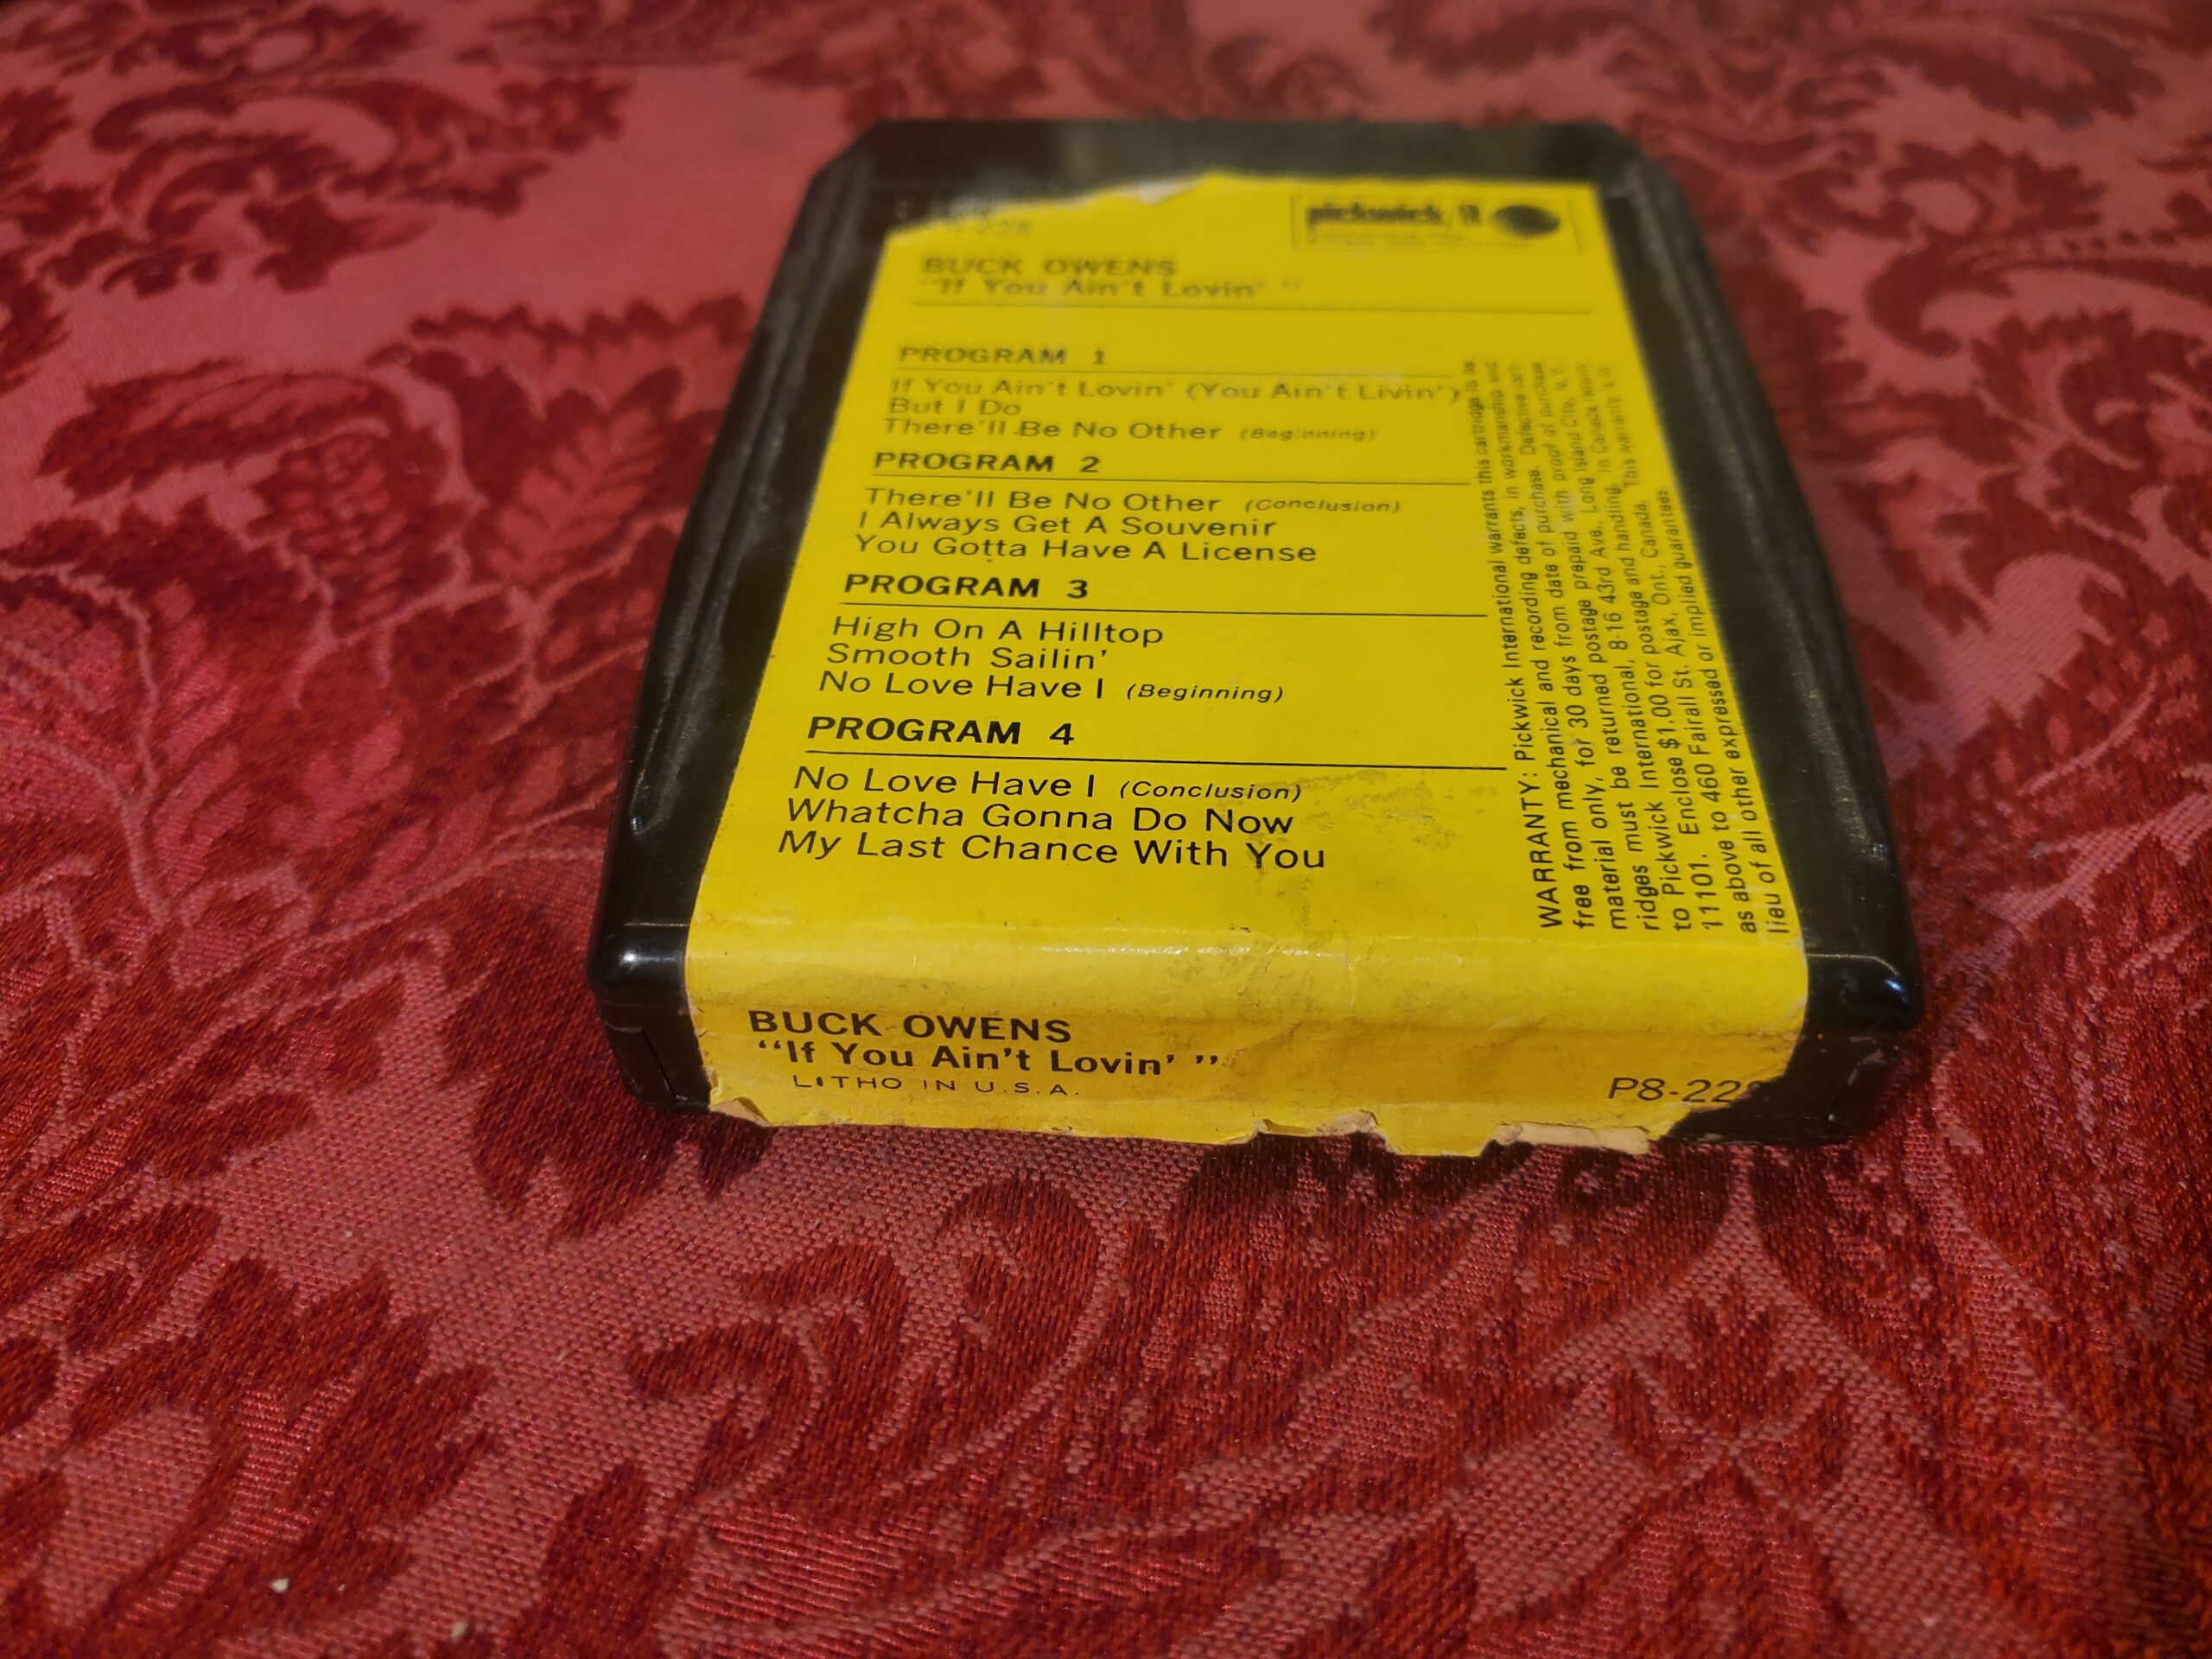 pickwick/8
BUCK OWENS
"If You Ain't Lovin' "
PROGRAM 1
If You Ain't Lovin' (You Ain't Livin')
But I Do
There'll Be No Other (Beginning)
PROGRAM 2
There'll Be No Other (Conclusion)
I Always Get A Souvenir
You Gotta Have A License
PROGRAM 3
High On A Hilltop
Smooth Sailin'
No Love Have I (Beginning)
PROGRAM 4
No Love Have I (Conclusion)
Whatcha Gonna Do Now
My Last Chance With You
WARRANTY: Pickwick International warrants this cartridge to be
free from mechanical and recording defects, in workmanship and
material only, for 30 days from date of purchase. Defective cart-
ridges must be returned postage prepaid with proof of purchase
to Pickwick International, 8-16 43rd Ave., Long Island City, N.Y.
11101. Enclose $1.00 for postage and handling. In Canada return
as above to 460 Fairall St. Ajax, Ont., Canada. This warranty is in
lieu of all other expressed or implied guarantees.
BUCK OWENS
"If You Ain't Lovin' "
LITHO IN U.S.A.
P8-22